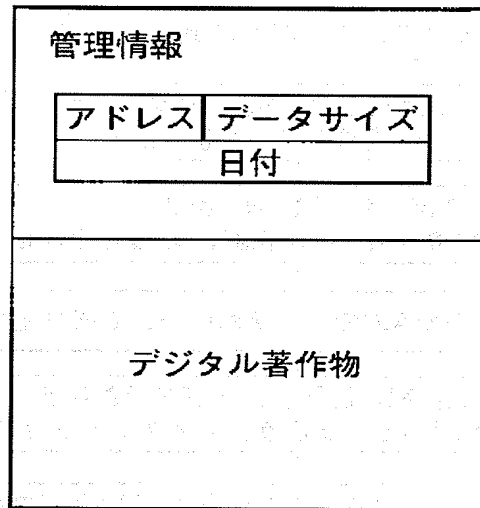 管理情報
アドレス データサイズ
日付
デジタル著作物